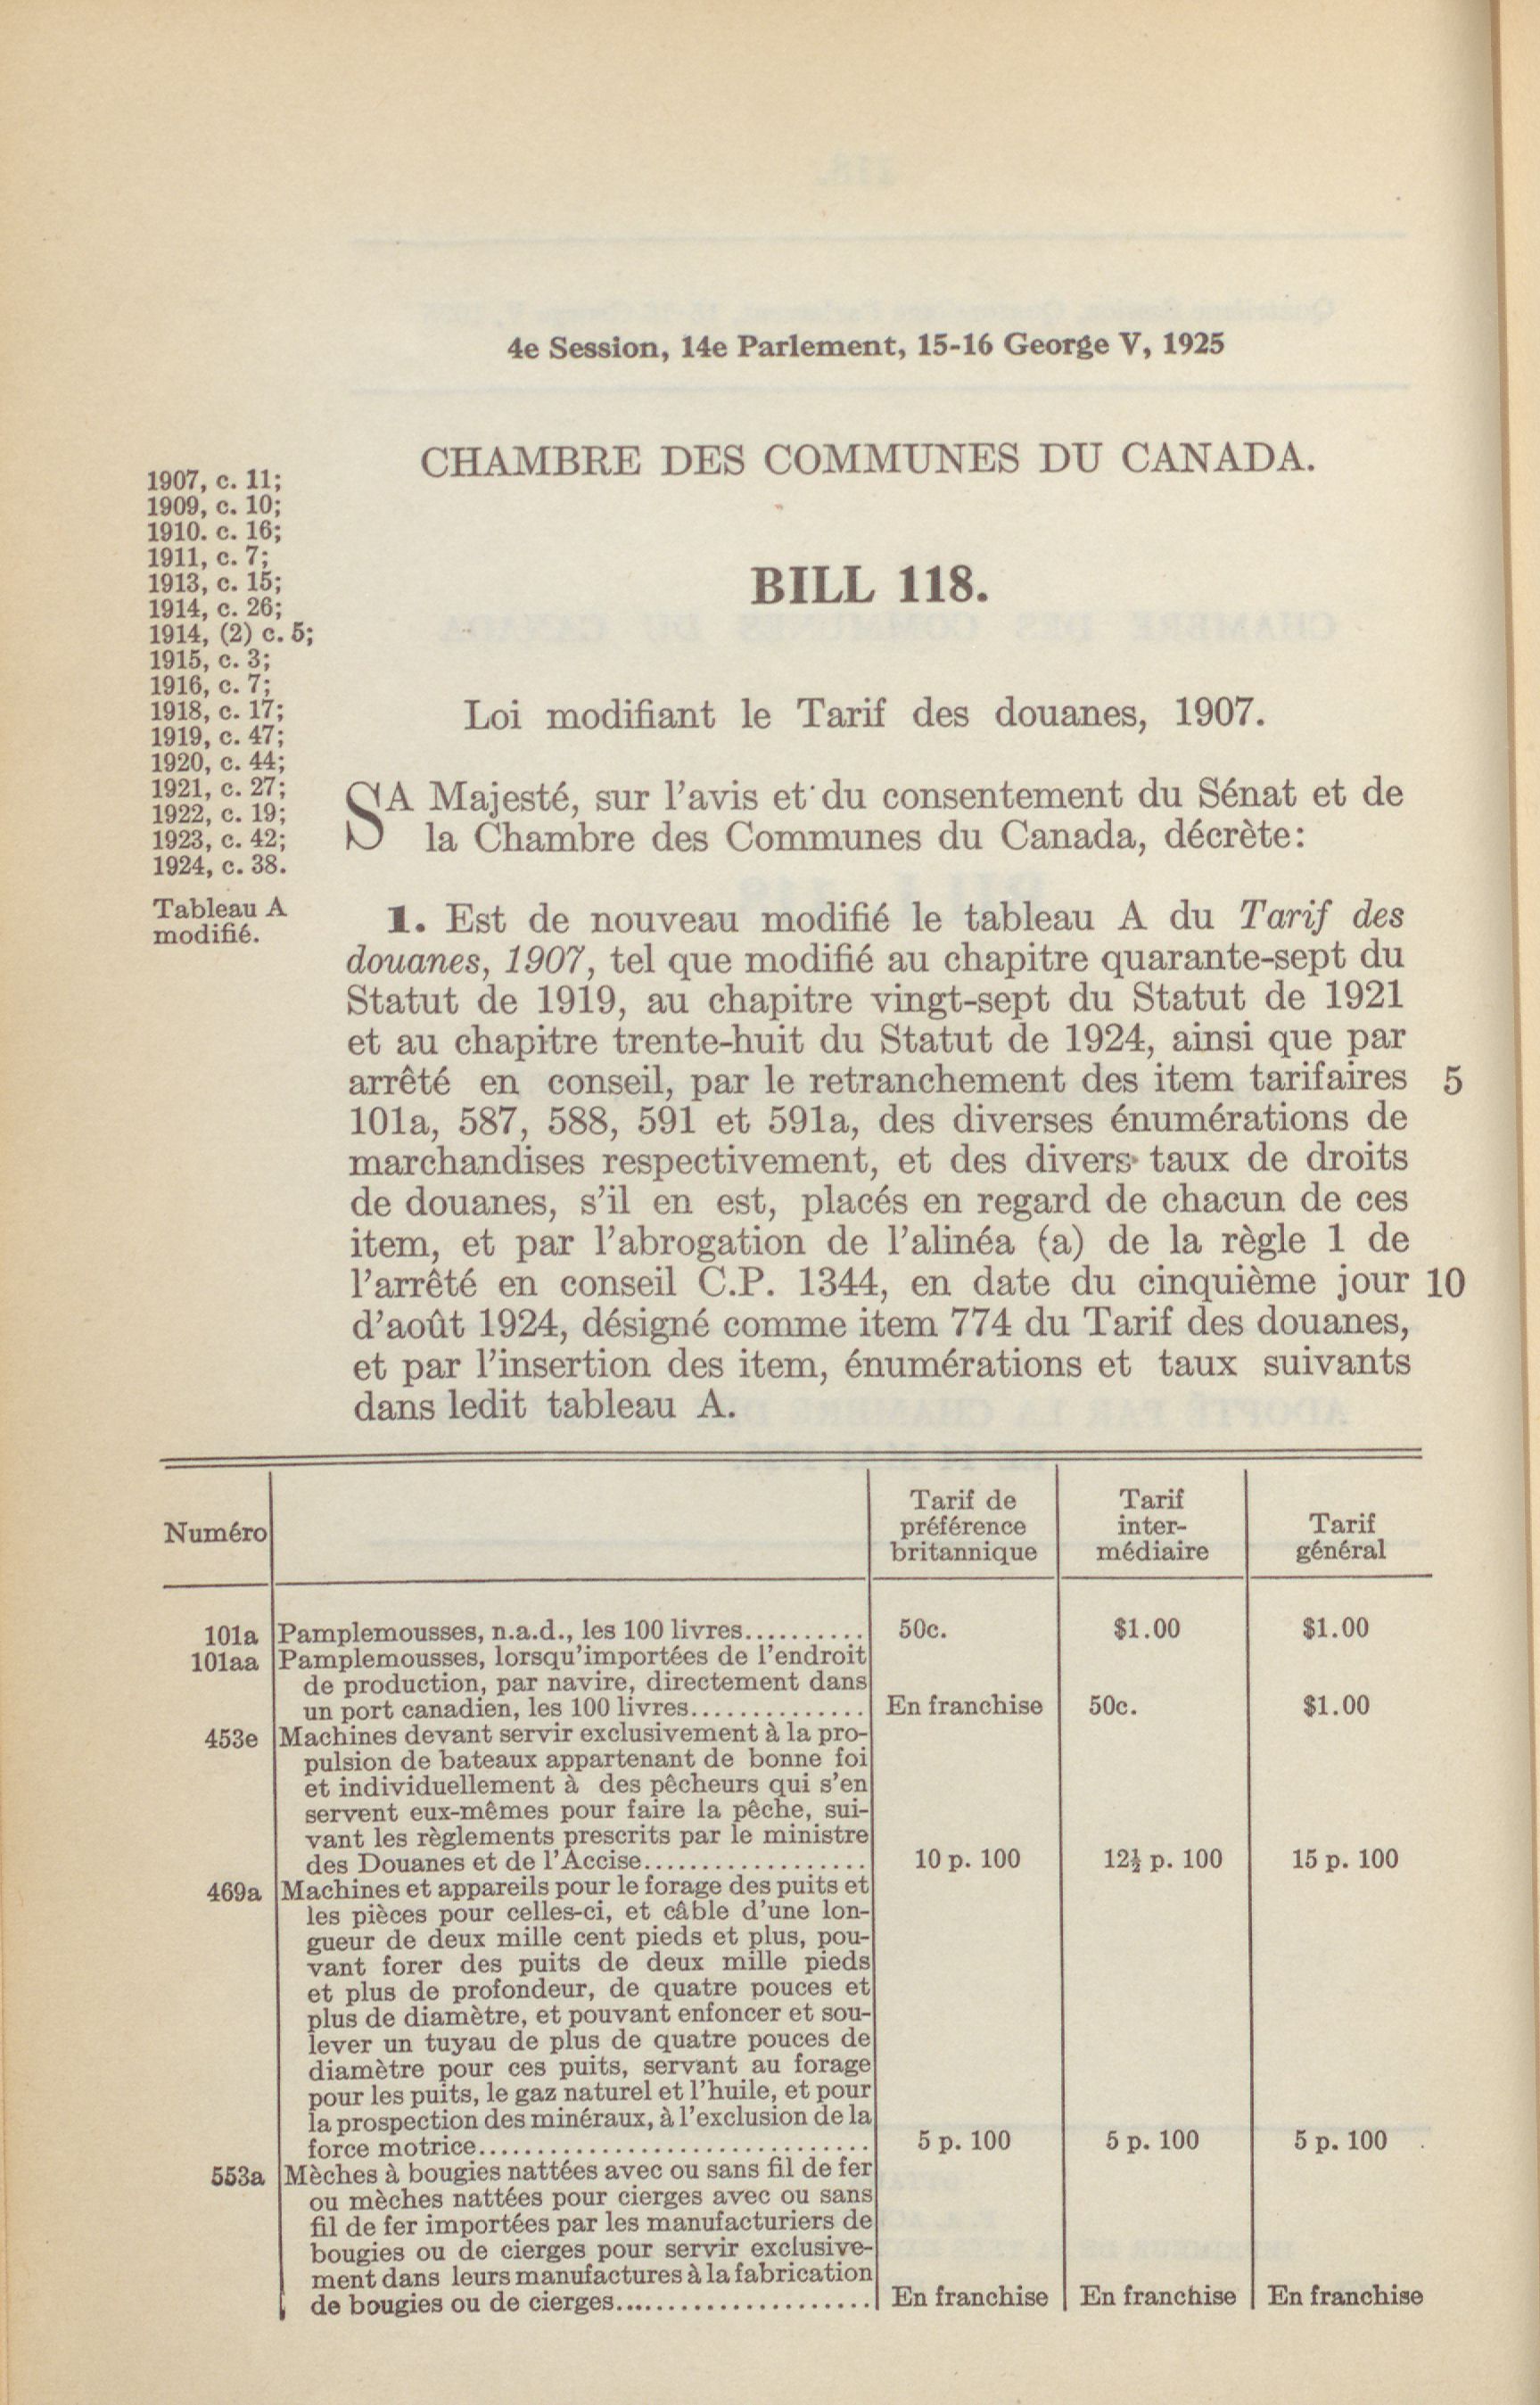 4e Session, 14e Parlement, 15-16 George V, 1925
CHAMBRE DES COMMUNES DU CANADA.
1907, c. 11;
1909, c. 10;
1910. c. 16;
1911, c. 7;
1913, c. 15;
1914, c. 26;
1914, (2) c. 5;
1915, c. 3;
1916, c. 7;
1918, c. 17;
1919, c. 47;
1920, c. 44;
1921, c. 27;
1922, c. 19;
1923, c. 42;
1924, c. 38.
BILL 118.
Loi modifiant le Tarif des douanes, 1907.
SA Majesté, sur l'avis et du consentement du Sénat et de
la Chambre des Communes du Canada, décrète:
Tableau A
modifié.
1. Est de nouveau modifié le tableau A du Tarif des
douanes, 1907, tel que modifié au chapitre quarante-sept du
Statut de 1919, au chapitre vingt-sept du Statut de 1921
et au chapitre trente-huit du Statut de 1924, ainsi que par
arrêté en conseil, par le retranchement des item tarifaires 5
101a, 587, 588, 591 et 591a, des diverses énumérations de
marchandises respectivement, et des divers taux de droits
de douanes, s'il en est, placés en regard de chacun de ces
item, et par l'abrogation de l'alinéa (a) de la règle 1 de
l'arrêté en conseil C.P. 1344, en date du cinquième jour 10
d'août 1924, désigné comme item 774 du Tarif des douanes,
et par l'insertion des item, énumérations et taux suivants
dans ledit tableau A.
Numéro
Tarif de
préférence
britannique
Tarif
inter-
médiaire
Tarif
général
101a Pamplemousses, n.a.d., les 100 livres.......... 50c. $1.00 $1.00
101aa Pamplemousses, lorsqu'importées de l'endroit
de production, par navire, directement dans
un port canadien, les 100 livres.............. En franchise 50c. $1.00
453e Machines devant servir exclusivement à la pro-
pulsion de bateaux appartenant de bonne foi
et individuellement à des pêcheurs qui s'en
servent eux-mêmes pour faire la pêche, sui-
vant les règlements prescrits par le ministre
des Douanes et de l'Accise.................. 10 p. 100 12½ p. 100 15 p. 100
469a Machines et appareils pour le forage des puits et
les pièces pour celles-ci, et câble d'une lon-
gueur de deux mille cent pieds et plus, pou-
vant forer des puits de deux mille pieds
et plus de profondeur, de quatre pouces et
plus de diamètre, et pouvant enfoncer et sou-
lever un tuyau de plus de quatre pouces de
diamètre pour ces puits, servant au forage
pour les puits, le gaz naturel et l'huile, et pour
la prospection des minéraux, à l'exclusion de la
force motrice............................... 5 p. 100 5 p. 100 5 p. 100
553a Mèches à bougies nattées avec ou sans fil de fer
ou mèches nattées pour cierges avec ou sans
fil de fer importées par les manufacturiers de
bougies ou de cierges pour servir exclusive-
ment dans leurs manufactures à la fabrication
de bougies ou de cierges..................... En franchise En franchise En franchise